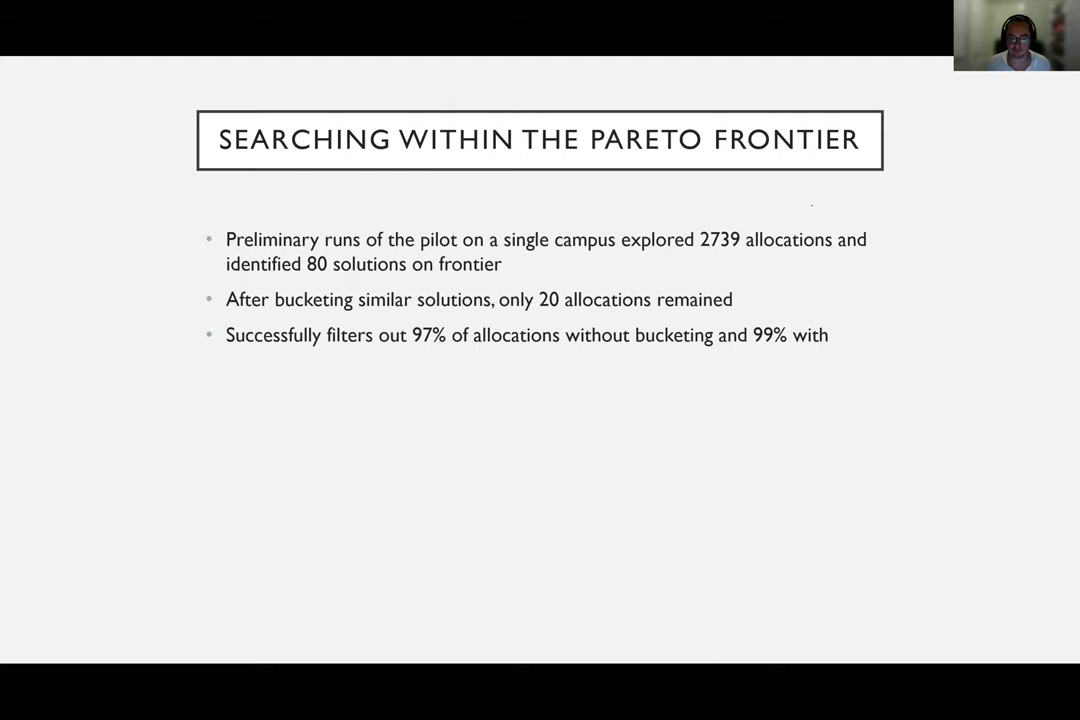 SEARCHING WITHIN THE PARETO FRONTIER
• Preliminary runs of the pilot on a single campus explored 2739 allocations and
identified 80 solutions on frontier
• After bucketing similar solutions, only 20 allocations remained
• Successfully filters out 97% of allocations without bucketing and 99% with